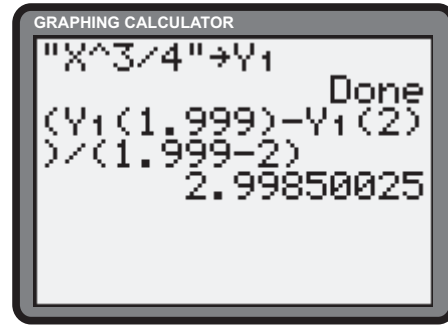 GRAPHING CALCULATOR
"X^3/4"→Y₁
Done
(Y₁(1.999)-Y₁(2)
)/(1.999-2)
2.99850025